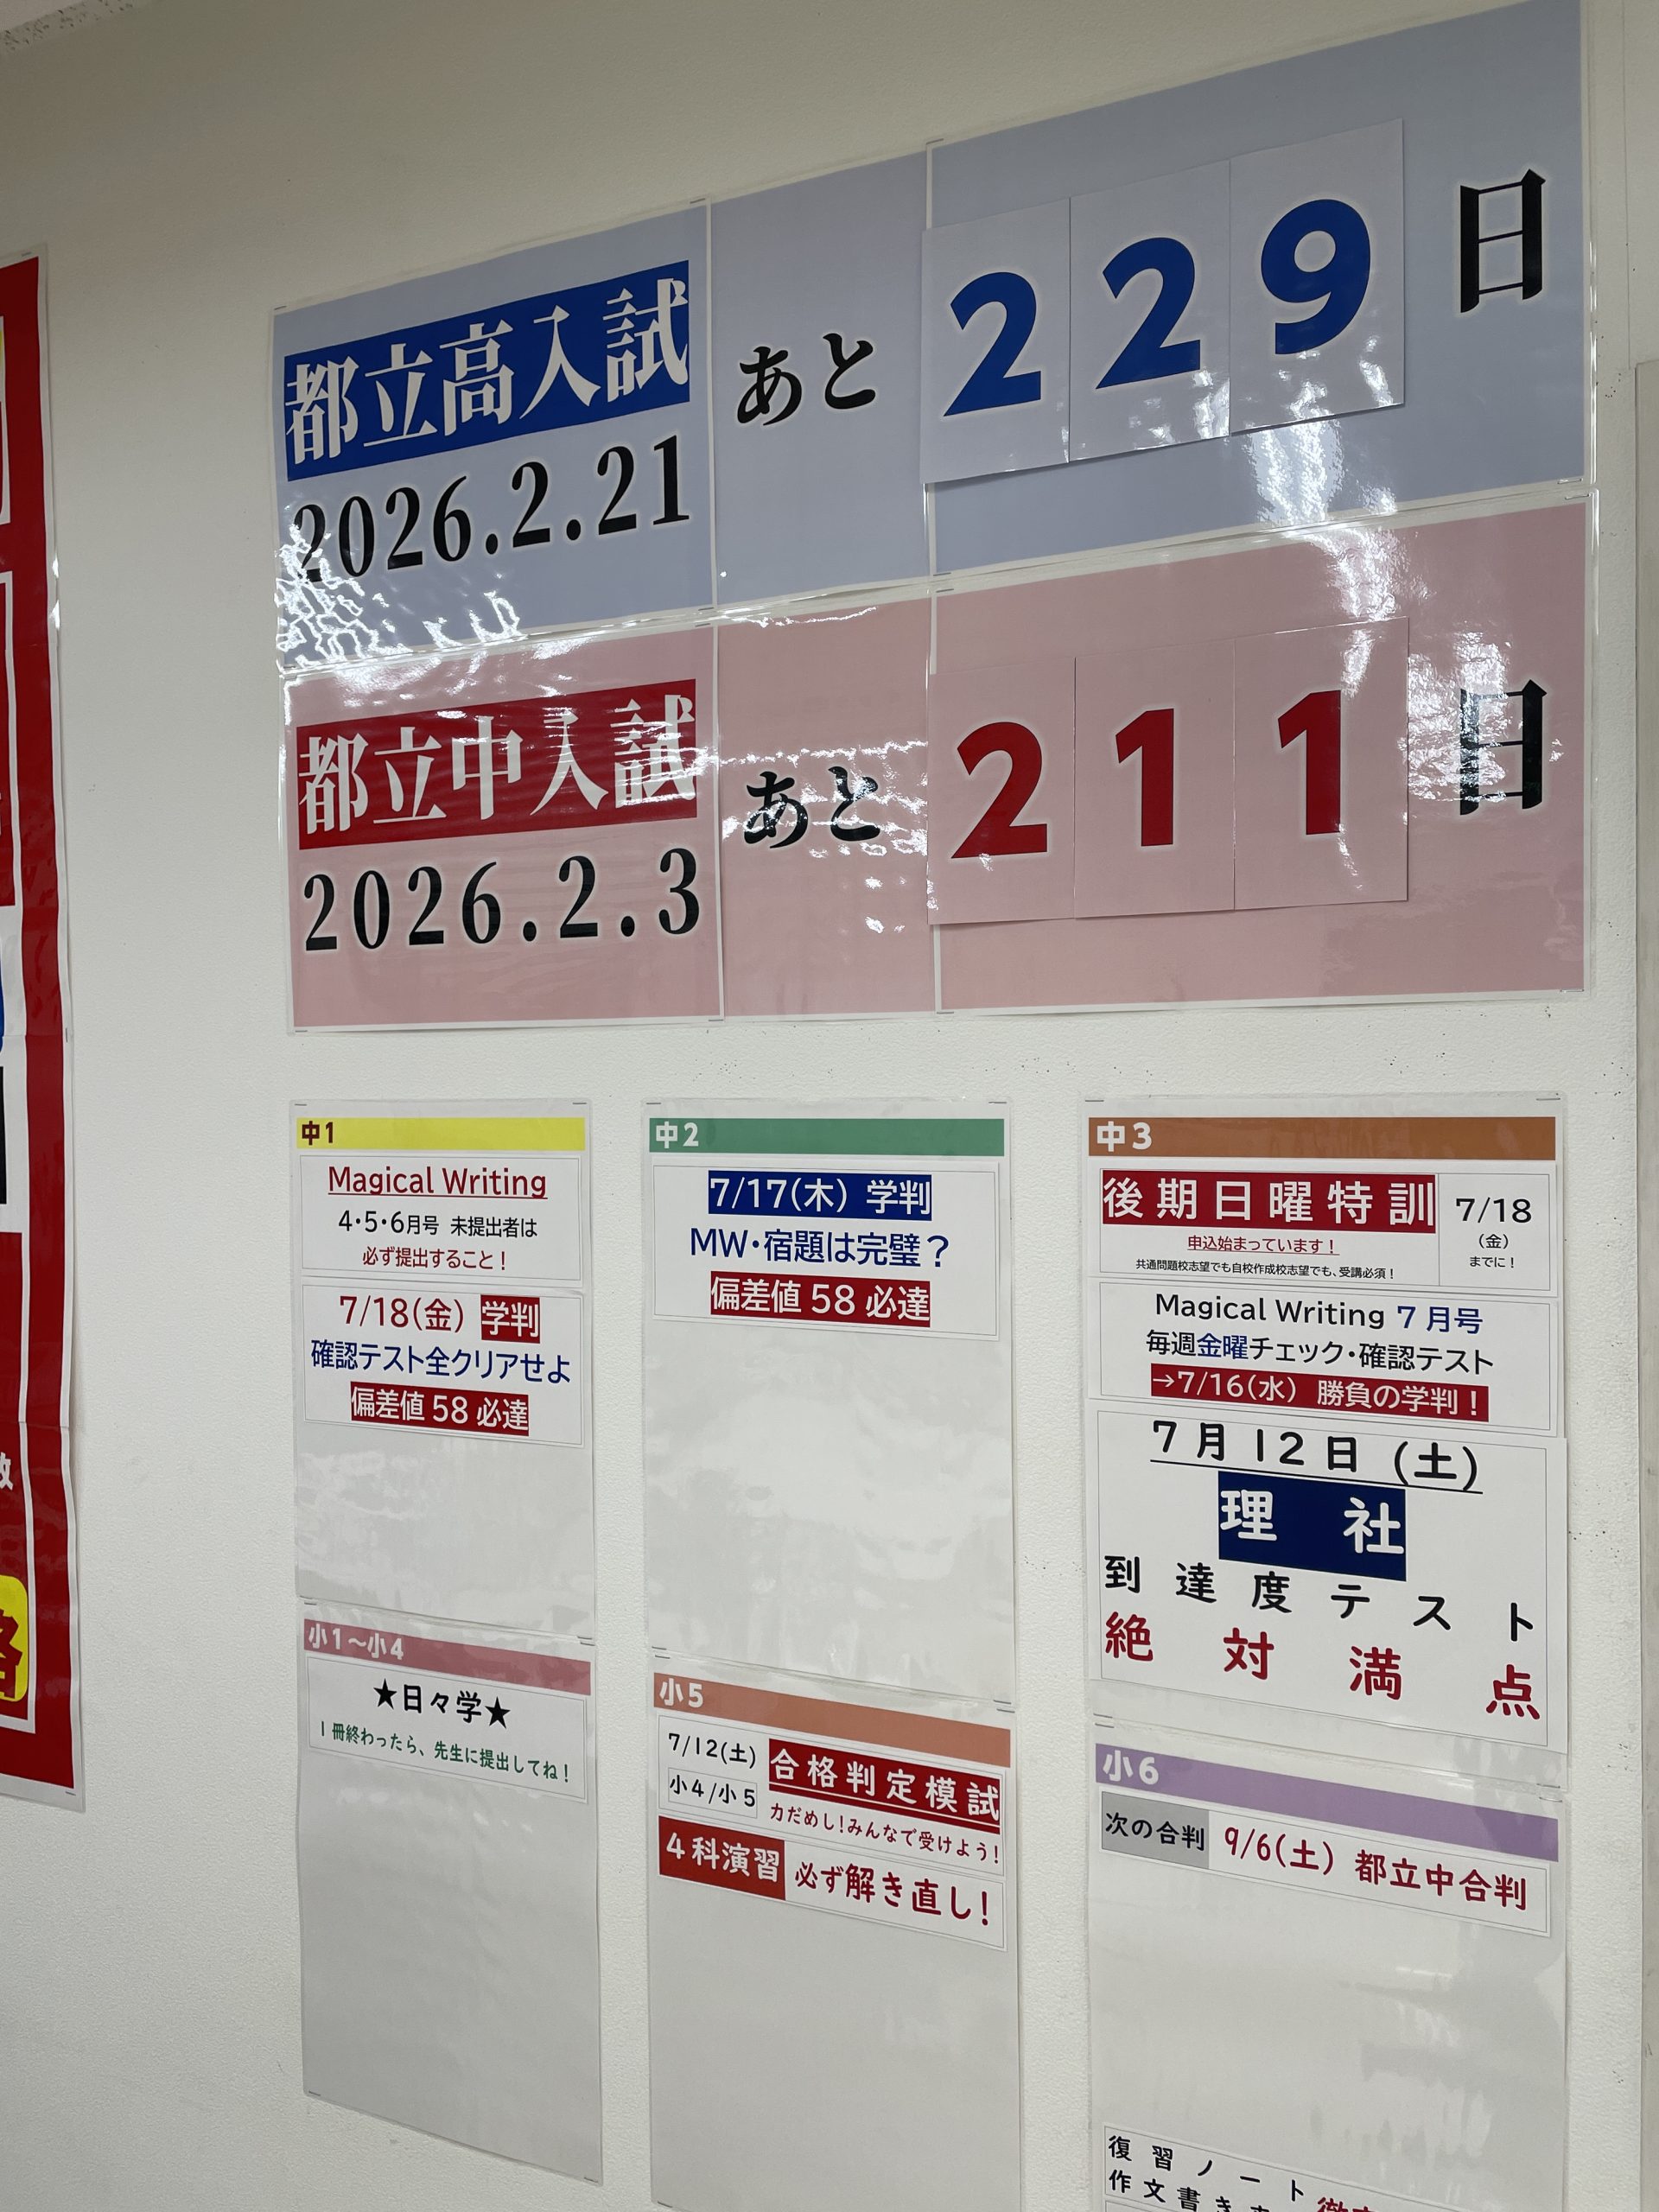 都立高入試
2026.2.21
あと
229
日
都立中入試
2026.2.3
あと
211
日
中1
Magical Writing
4・5・6月号 未提出者は
必ず提出すること！
7/18(金) 学判
確認テスト全クリアせよ
偏差値 58 必達
中2
7/17(木) 学判
MW・宿題は完璧？
偏差値 58 必達
中3
後期日曜特訓
申込始まっています！
共通問題校志望でも自校作成校志望でも、受講必須！
7/18
(金)
までに！
Magical Writing 7月号
毎週金曜チェック・確認テスト
→7/16(水) 勝負の学判！
7月12日 (土)
理 社
到達度テスト
絶対満点
小1～小4
★日々学★
1冊終わったら、先生に提出してね！
小5
7/12(土)
小4/小5
合格判定模試
力だめし！みんなで受けよう！
4科演習
必ず解き直し！
小6
次の合判
9/6(土) 都立中合判
復習ノート
作文書き